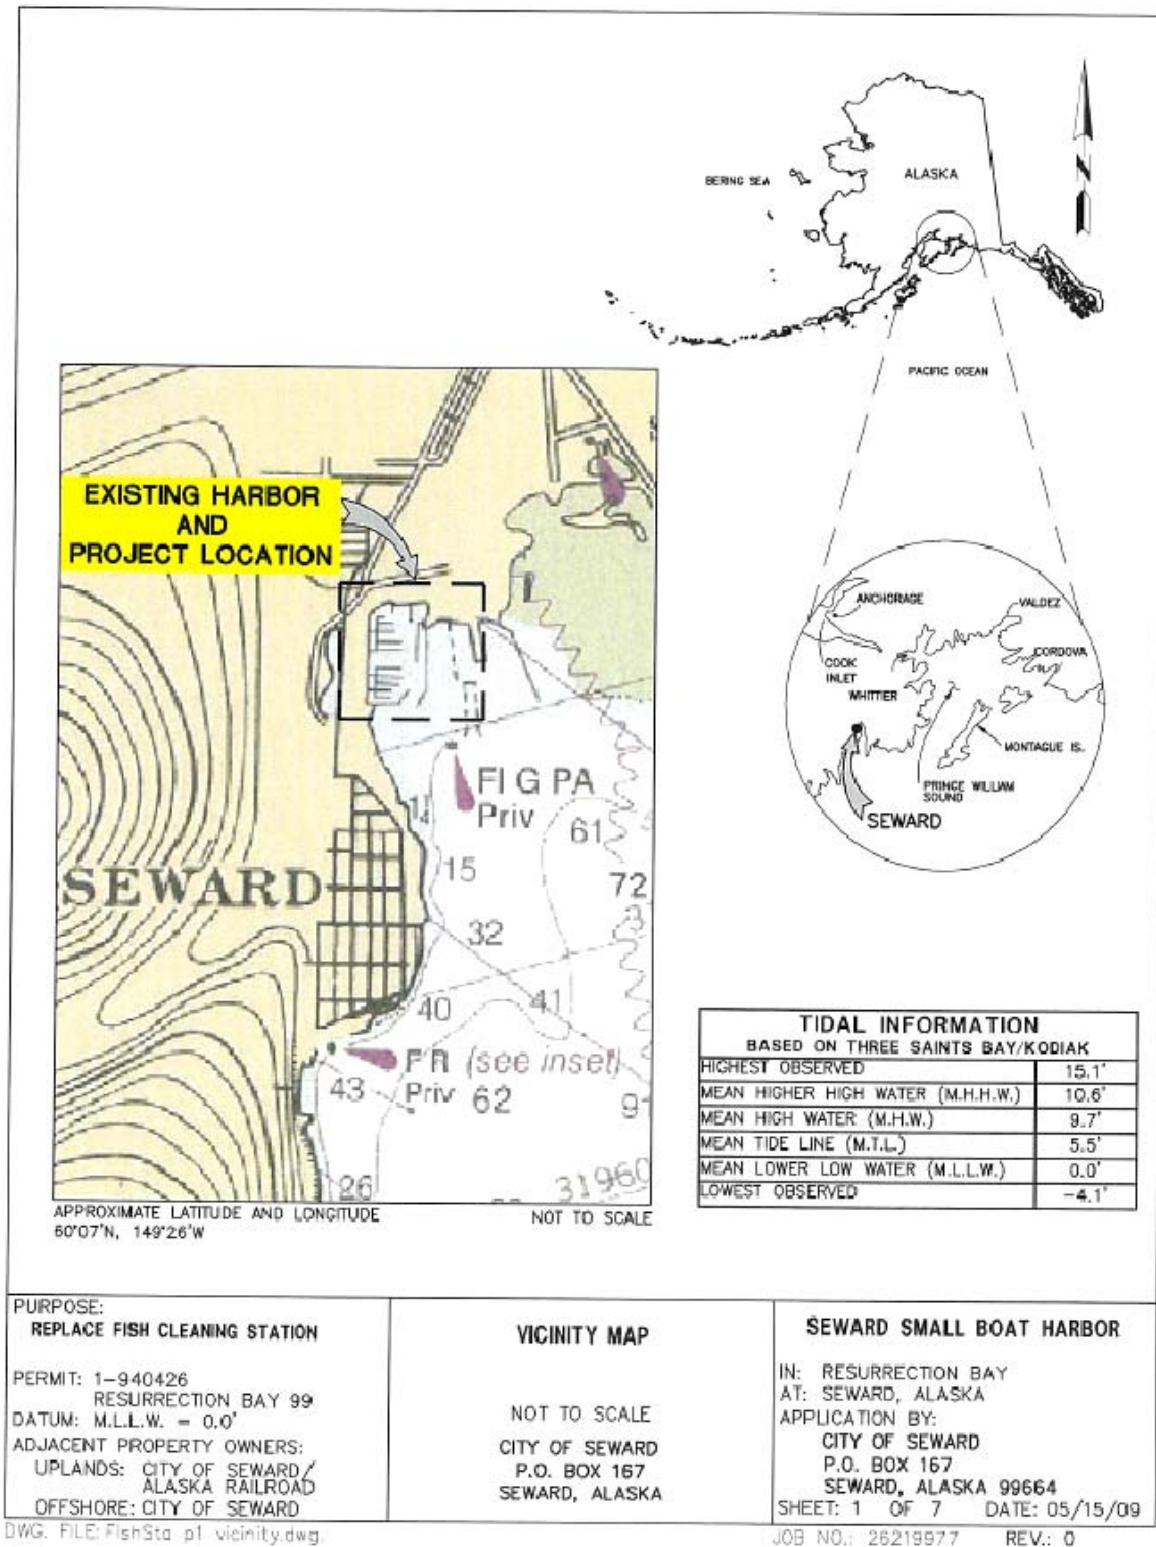 BERING SEA
ALASKA
N
PACIFIC OCEAN
EXISTING HARBOR
AND
PROJECT LOCATION
FI G PA
Priv
11
61
15
72
SEWARD
32
40
41
F R (see inset)
Priv
43
62
91
26
31960
ANCHORAGE
VALDEZ
CORDOVA
COOK
INLET
WHITTIER
MONTAGUE IS.
PRINCE WILLIAM
SOUND
SEWARD
APPROXIMATE LATITUDE AND LONGITUDE
60°07'N, 149°26'W
NOT TO SCALE
TIDAL INFORMATION
BASED ON THREE SAINTS BAY/KODIAK
HIGHEST OBSERVED 15.1'
MEAN HIGHER HIGH WATER (M.H.H.W.) 10.6'
MEAN HIGH WATER (M.H.W.) 9.7'
MEAN TIDE LINE (M.T.L.) 5.5'
MEAN LOWER LOW WATER (M.L.L.W.) 0.0'
LOWEST OBSERVED -4.1'
PURPOSE:
REPLACE FISH CLEANING STATION
PERMIT: 1-940426
RESURRECTION BAY 99
DATUM: M.L.L.W. = 0.0'
ADJACENT PROPERTY OWNERS:
UPLANDS: CITY OF SEWARD/
ALASKA RAILROAD
OFFSHORE: CITY OF SEWARD
VICINITY MAP
NOT TO SCALE
CITY OF SEWARD
P.O. BOX 167
SEWARD, ALASKA
SEWARD SMALL BOAT HARBOR
IN: RESURRECTION BAY
AT: SEWARD, ALASKA
APPLICATION BY:
CITY OF SEWARD
P.O. BOX 167
SEWARD, ALASKA 99664
SHEET: 1 OF 7 DATE: 05/15/09
DWG. FILE: FishSta p1 vicinity.dwg.
JOB NO.: 26219977 REV.: 0